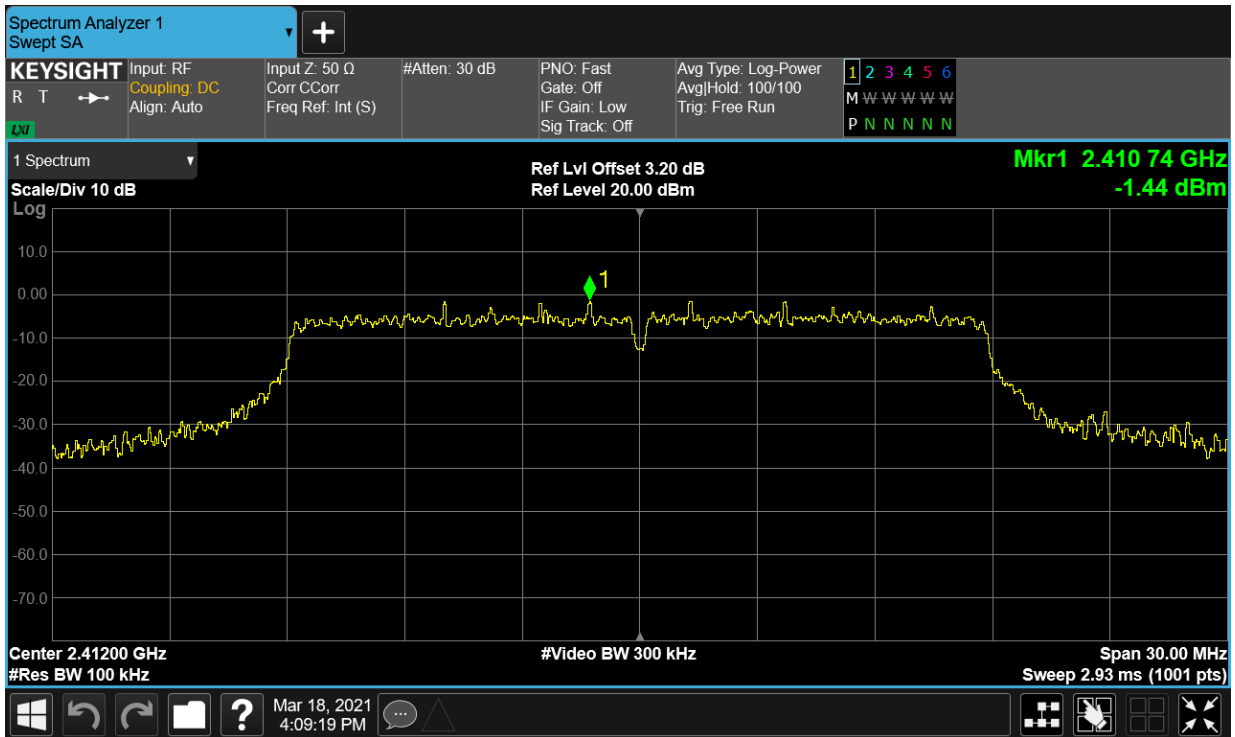 Spectrum Analyzer 1
Swept SA
+
KEYSIGHT
R T
LXI
Input: RF
Coupling: DC
Align: Auto
Input Z: 50 Ω
Corr CCorr
Freq Ref: Int (S)
#Atten: 30 dB
PNO: Fast
Gate: Off
IF Gain: Low
Sig Track: Off
Avg Type: Log-Power
Avg|Hold: 100/100
Trig: Free Run
1 2 3 4 5 6
M W W W W W
P N N N N N N
1 Spectrum
Scale/Div 10 dB
Log
Ref Lvl Offset 3.20 dB
Ref Level 20.00 dBm
Mkr1 2.410 74 GHz
-1.44 dBm
10.0
0.00
-10.0
-20.0
-30.0
-40.0
-50.0
-60.0
-70.0
1
Center 2.41200 GHz
#Res BW 100 kHz
#Video BW 300 kHz
Span 30.00 MHz
Sweep 2.93 ms (1001 pts)
?
Mar 18, 2021
4:09:19 PM